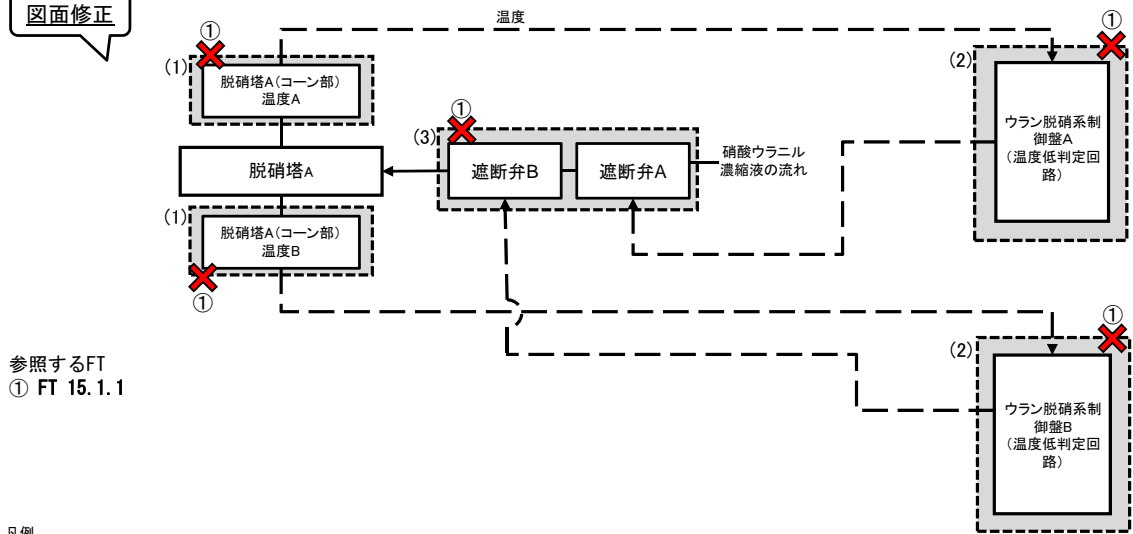 図面修正
温度
①
①
(1)
脱硝塔A(コーン部)
温度A
(2)
ウラン脱硝系制
御盤A
(温度低判定回
路)
①
(3)
遮断弁B
遮断弁A
硝酸ウラニル
濃縮液の流れ
脱硝塔A
(1)
脱硝塔A(コーン部)
温度B
①
①
(2)
ウラン脱硝系制
御盤B
(温度低判定回
路)
参照するFT
① FT 15.1.1
凡例